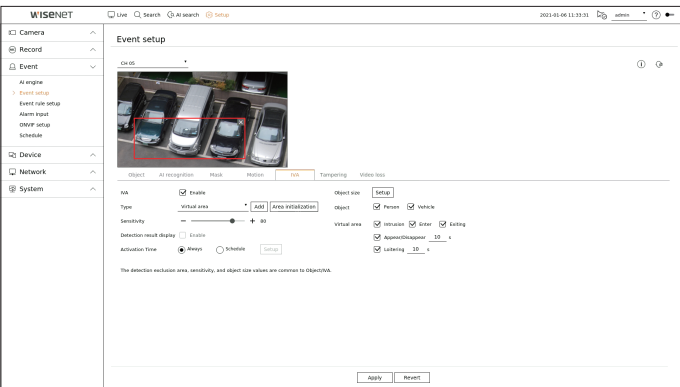 WISENET
Live Search AI search Setup
2021-01-06 11:33:31 admin
Camera
Record
Event
AI engine
Event setup
Event rule setup
Alarm input
ONVIF setup
Schedule
Device
Network
System
Event setup
CH 05
Object AI recognition Mask Motion IVA Tampering Video loss
IVA Enable
Type Virtual area Add Area initialization
Sensitivity 80
Detection result display Enable
Activation Time Always Schedule Setup
Object size Setup
Object Person Vehicle
Virtual area Intrusion Enter Exiting
Appear/Disappear 10 s
Loitering 10 s
The detection exclusion area, sensitivity, and object size values are common to Object/IVA.
Apply Revert